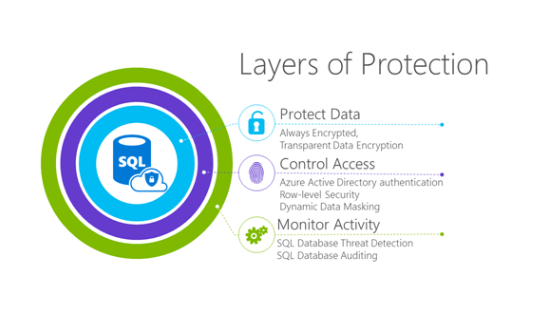 Layers of Protection
Protect Data
Always Encrypted,
Transparent Data Encryption
SQL
Control Access
Azure Active Directory authentication
Row-level Security
Dynamic Data Masking
Monitor Activity
SQL Database Threat Detection
SQL Database Auditing